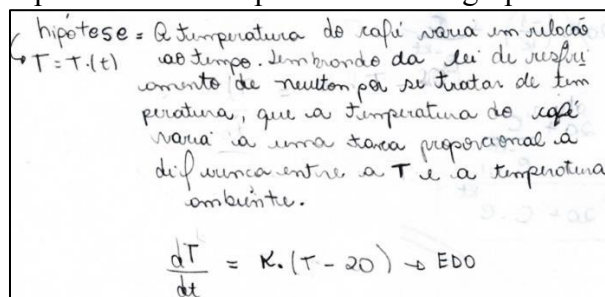 hipótese = A temperatura do café varia em relacão
T = T.(t) ao tempo. Lembrando da lei de resfri
amento de newton por se tratar de tem
peratura, que a temperatura do café
varia a uma taxa proporcional á
diferença entre a T e a temperatura
ambiente.
dT/dt = K.(T - 20) → EDO